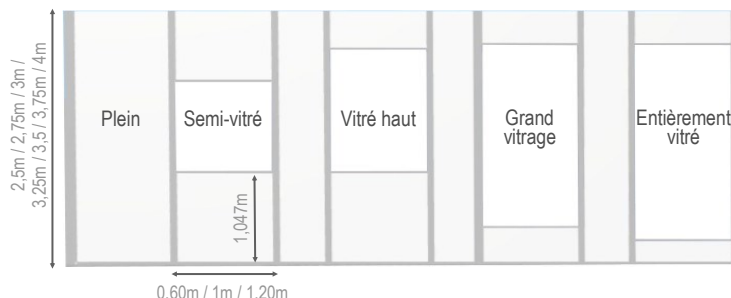 2,5m / 2,75m / 3m /
3,25m / 3,5 / 3,75m / 4m
Plein
Semi-vitré
Vitré haut
Grand
vitrage
Entièrement
vitré
1,047m
0,60m / 1m / 1,20m